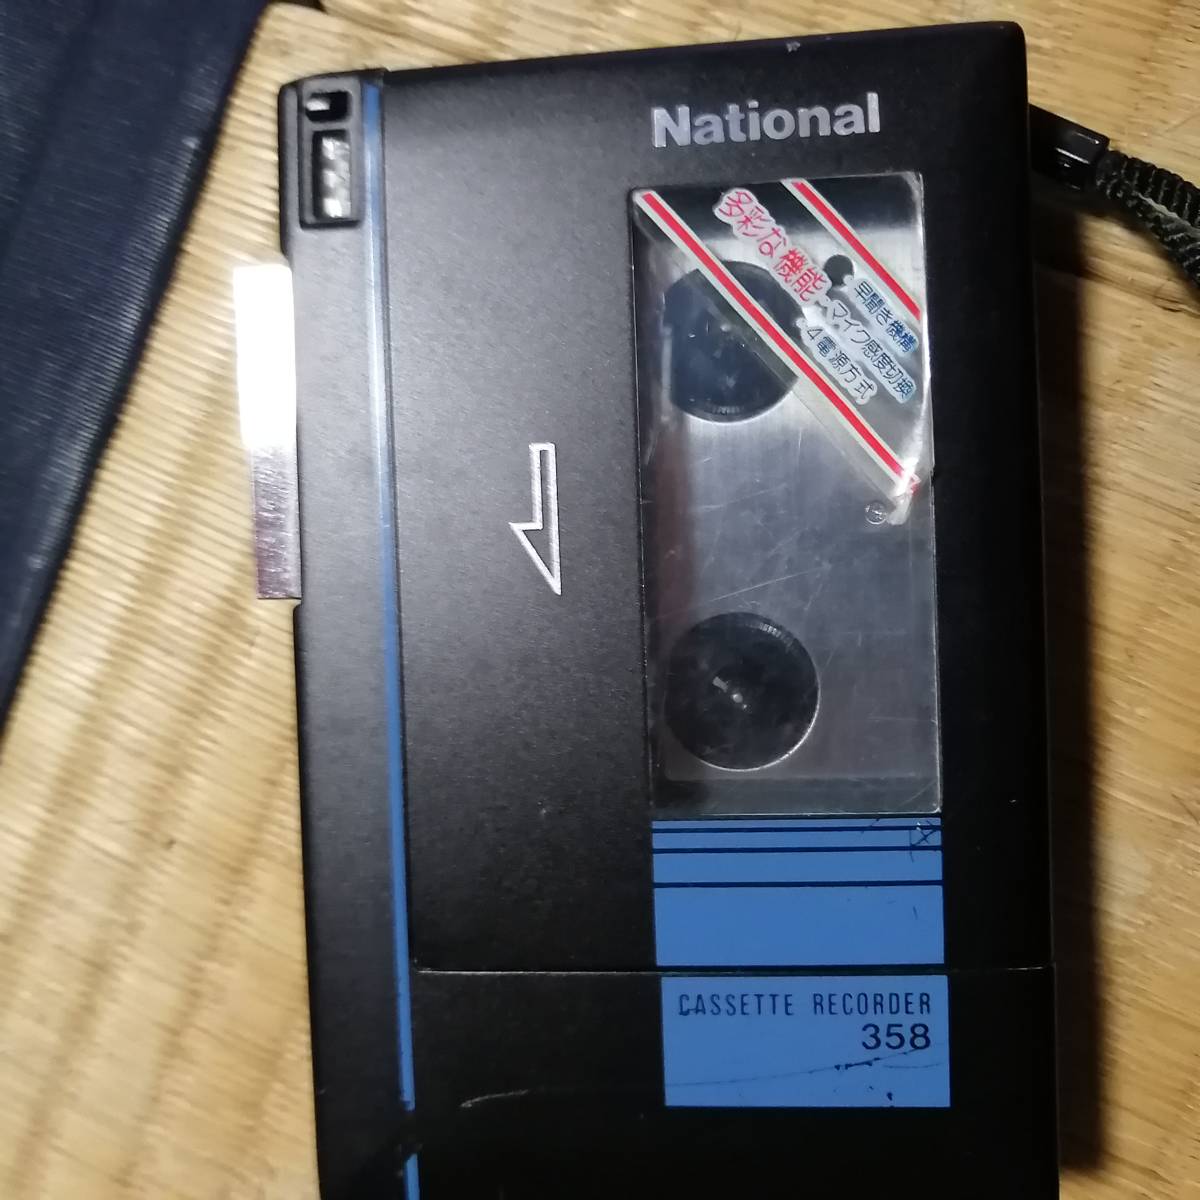 National
多彩な機能
・早聞き機構
・マイク感度切換
・4電源方式
CASSETTE RECORDER
358